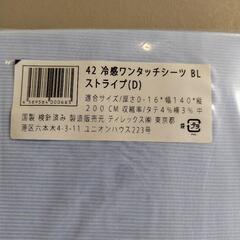 42 冷感ワンタッチシーツ BL
ストライプ(D)
適合サイズ/厚さ0-16*幅140*縦
200CM 収縮率/タテ4%横3%中
国製 検針済み 製造販売元 ティレックス㈱ 東京都
港区六本木4-3-11 ユニオンハウス223号